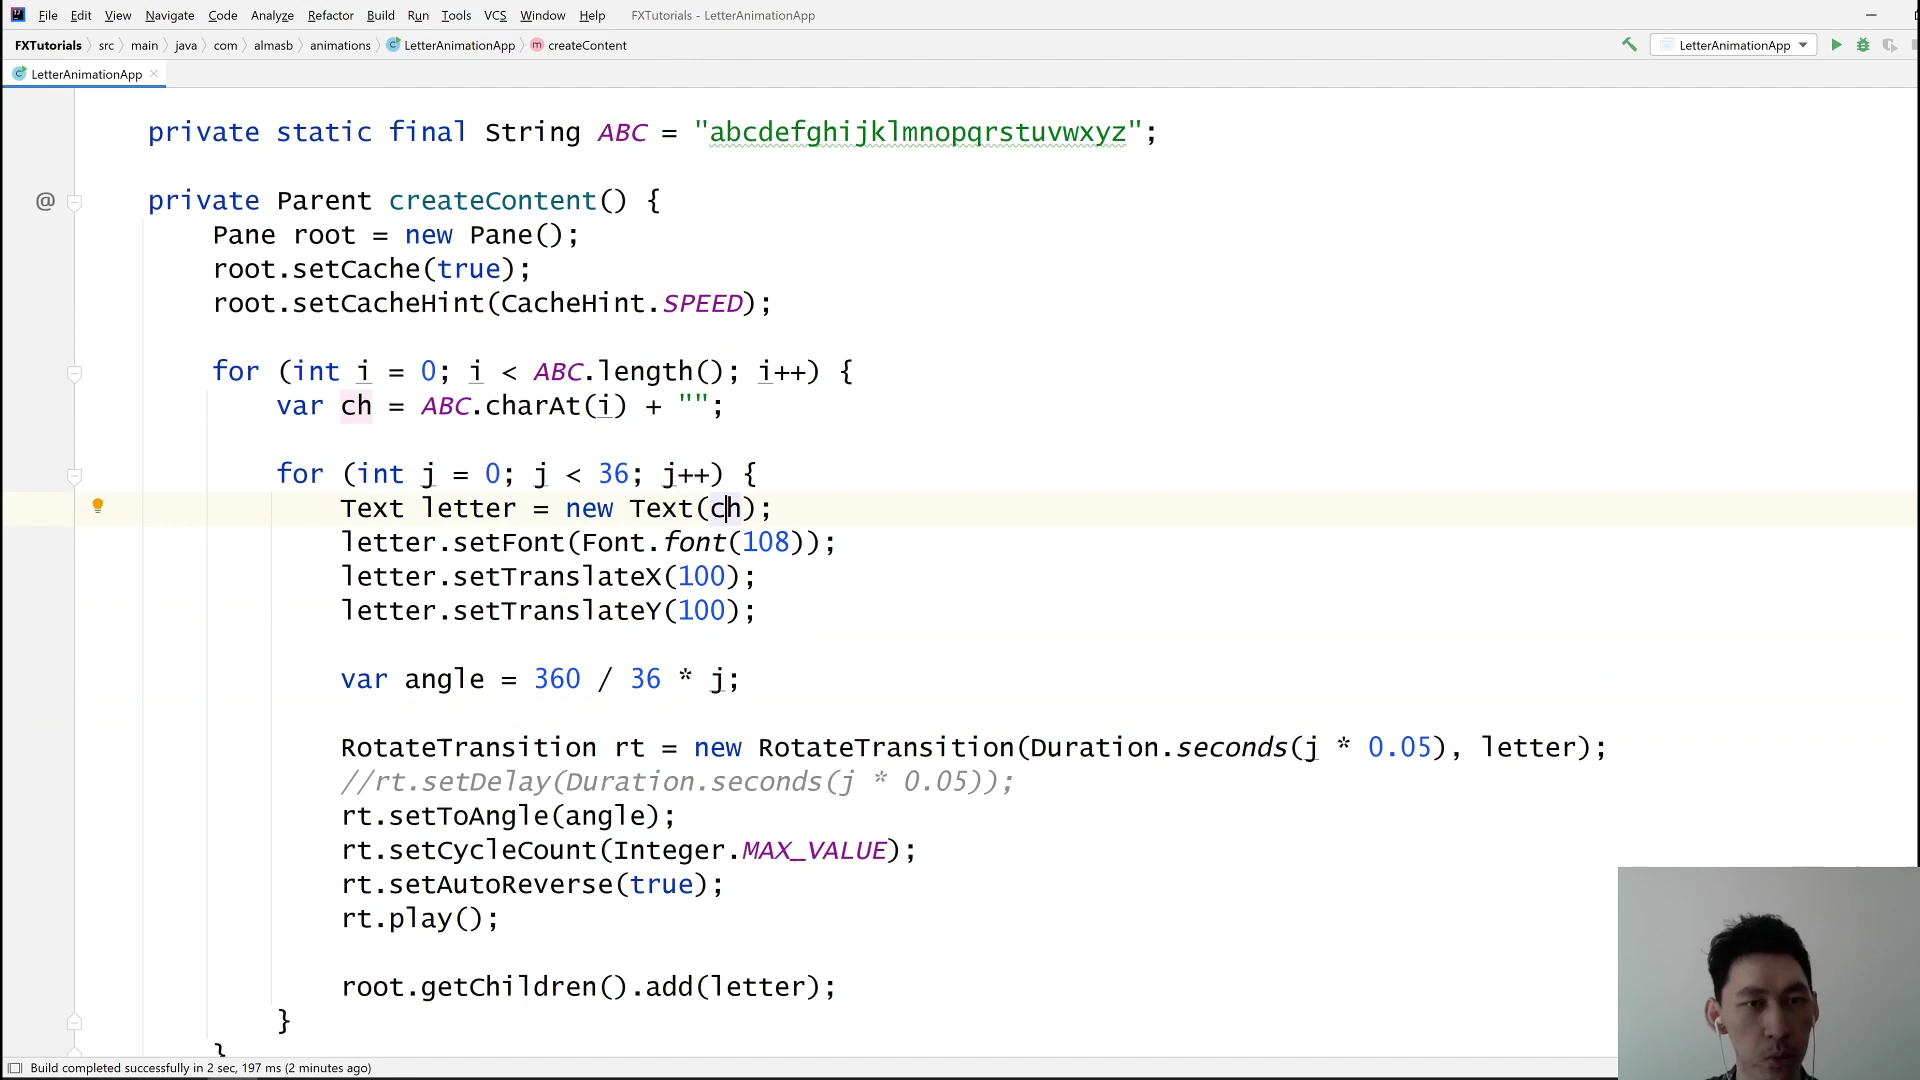 File Edit View Navigate Code Analyze Refactor Build Run Tools VCS Window Help FXTutorials - LetterAnimationApp
FXTutorials src main java com almasb animations LetterAnimationApp createContent LetterAnimationApp
LetterAnimationApp
private static final String ABC = "abcdefghijklmnopqrstuvwxyz";
@ private Parent createContent() {
Pane root = new Pane();
root.setCache(true);
root.setCacheHint(CacheHint.SPEED);
for (int i = 0; i < ABC.length(); i++) {
var ch = ABC.charAt(i) + "";
for (int j = 0; j < 36; j++) {
Text letter = new Text(ch);
letter.setFont(Font.font(108));
letter.setTranslateX(100);
letter.setTranslateY(100);
var angle = 360 / 36 * j;
RotateTransition rt = new RotateTransition(Duration.seconds(j * 0.05), letter);
//rt.setDelay(Duration.seconds(j * 0.05));
rt.setToAngle(angle);
rt.setCycleCount(Integer.MAX_VALUE);
rt.setAutoReverse(true);
rt.play();
root.getChildren().add(letter);
}
}
Build completed successfully in 2 sec, 197 ms (2 minutes ago)